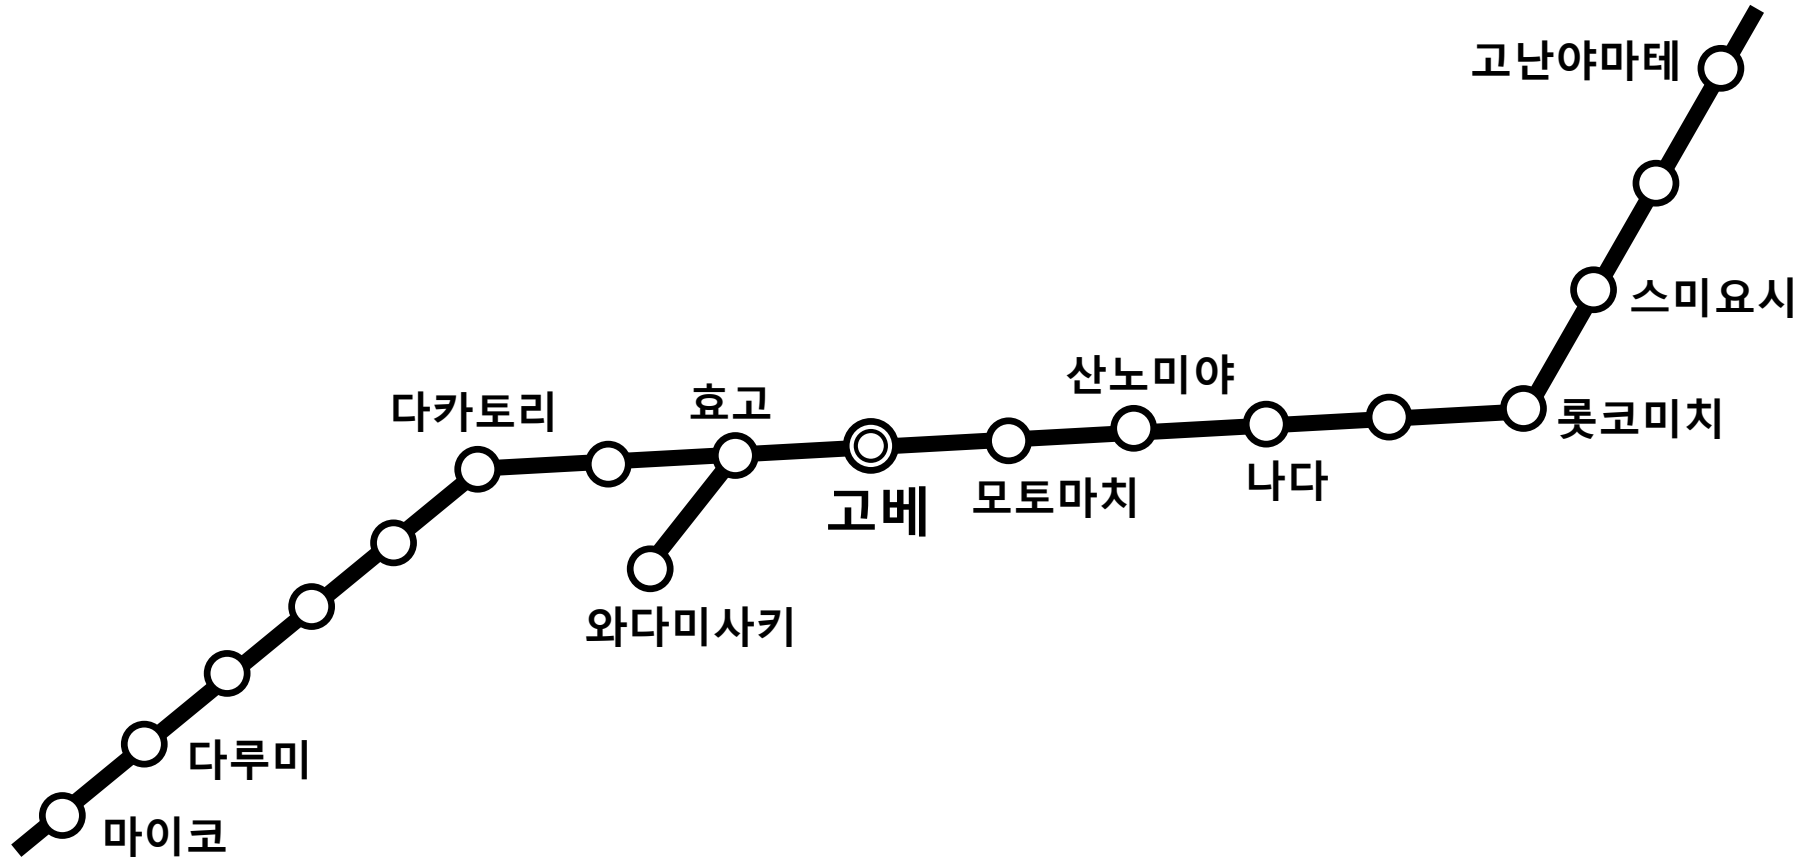 고난야마테
스미요시
롯코미치
산노미야
나다
모토마치
고베
효고
다카토리
와다미사키
다루미
마이코